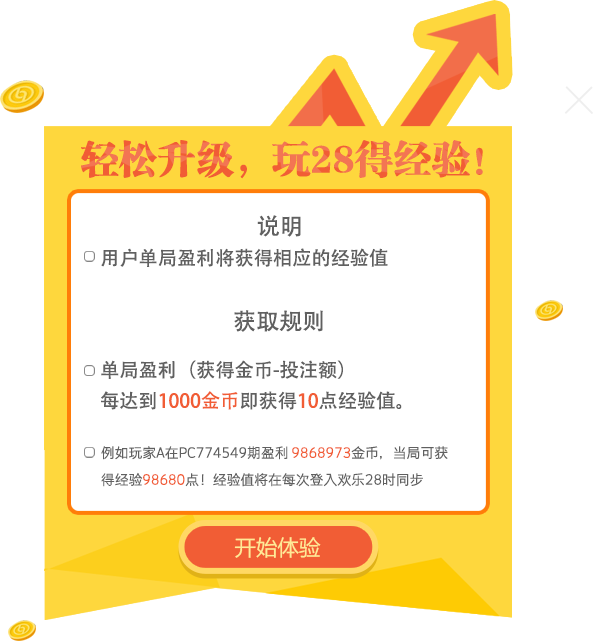 轻松升级，玩28得经验！
说明
用户单局盈利将获得相应的经验值
获取规则
单局盈利（获得金币-投注额）
每达到1000金币即获得10点经验值。
例如玩家A在PC774549期盈利 9868973金币，当局可获
得经验98680点！经验值将在每次登入欢乐28时同步
开始体验